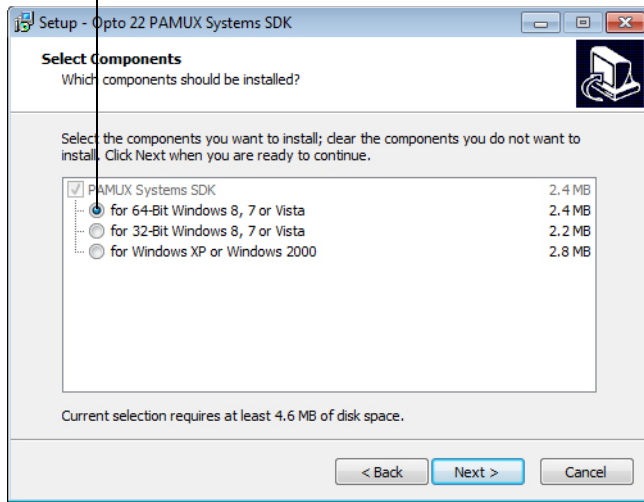 Setup - Opto 22 PAMUX Systems SDK
Select Components
Which components should be installed?
Select the components you want to install; clear the components you do not want to
install. Click Next when you are ready to continue.
PAMUX Systems SDK 2.4 MB
for 64-Bit Windows 8, 7 or Vista 2.4 MB
for 32-Bit Windows 8, 7 or Vista 2.2 MB
for Windows XP or Windows 2000 2.8 MB
Current selection requires at least 4.6 MB of disk space.
< Back Next > Cancel